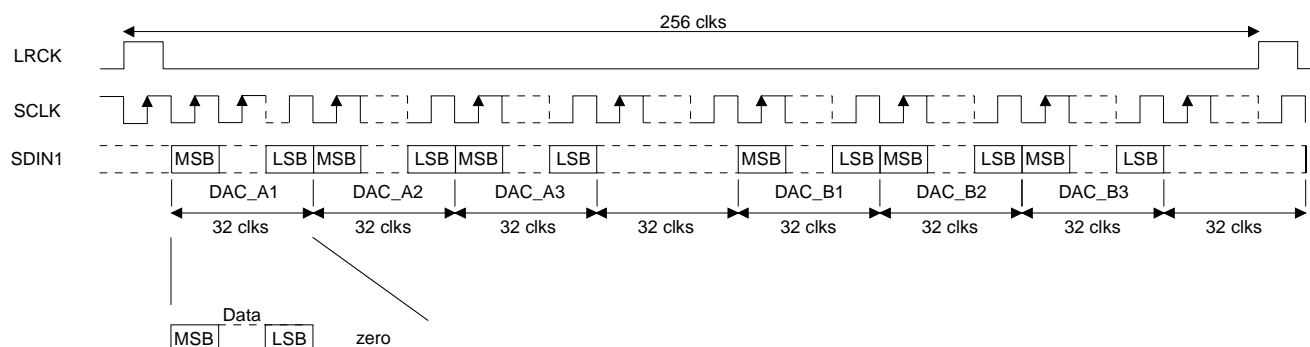 256 clks
LRCK
SCLK
SDIN1
MSB LSB MSB LSB MSB LSB MSB LSB MSB LSB MSB LSB
DAC_A1 DAC_A2 DAC_A3 DAC_B1 DAC_B2 DAC_B3
32 clks 32 clks 32 clks 32 clks 32 clks 32 clks 32 clks 32 clks
Data
MSB LSB zero